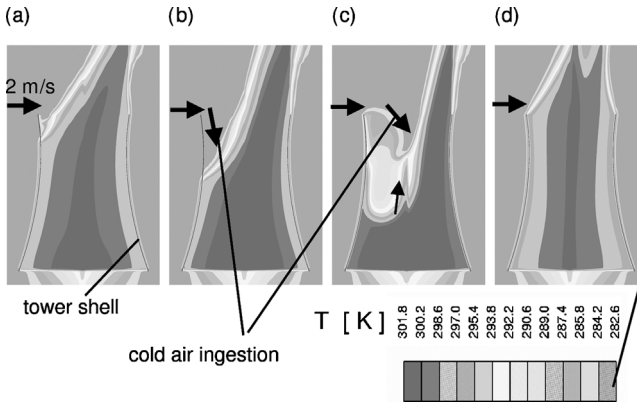 (a) (b) (c) (d)
2 m/s
tower shell
cold air ingestion
T [ K ]
301.8
300.2
298.6
297.0
295.4
293.8
292.2
290.6
289.0
287.4
285.8
284.2
282.6